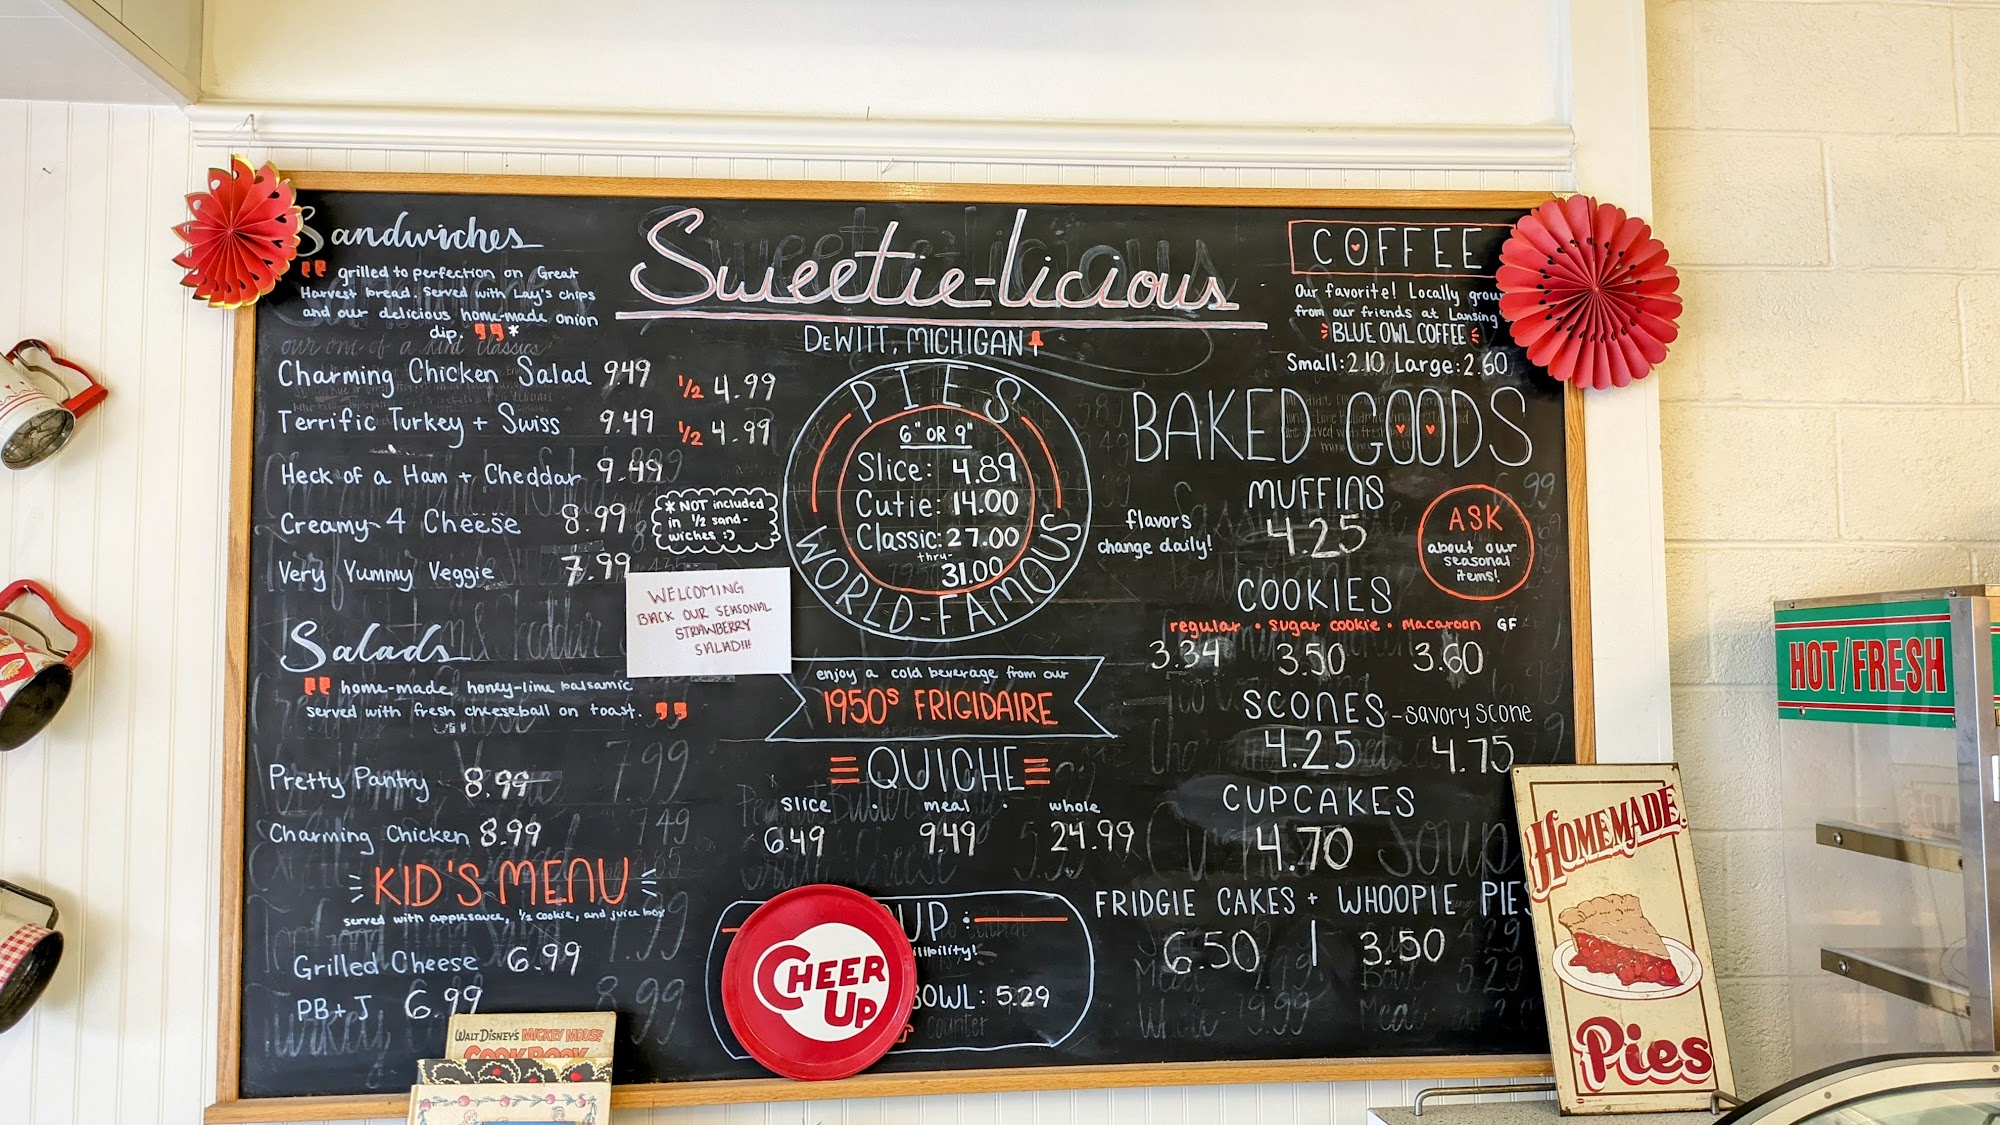 Sandwiches
grilled to perfection on Great
Harvest bread. Served with Lay's chips
and our delicious home-made onion
dip. *
Charming Chicken Salad 9.49 1/2 4.99
Terrific Turkey + Swiss 9.49 1/2 4.99
Heck of a Ham + Cheddar 9.49
Creamy 4 Cheese 8.99
Very Yummy Veggie 7.99
* NOT included
in 1/2 sand-
wiches :)
WELCOMING
BACK OUR SEASONAL
STRAWBERRY
SALAD!!!
Salads
home-made honey-lime balsamic
served with fresh cheeseball on toast.
Pretty Pantry 8.99
Charming Chicken 8.99
KID'S MENU
served with applesauce, 1/2 cookie, and juice box
Grilled Cheese 6.99
PB+J 6.99
WALT DISNEY'S MICKEY MOUSE
COOK BOOK
Sweetie-licious
DEWITT, MICHIGAN
PIES
6" OR 9"
Slice: 4.89
Cutie: 14.00
Classic: 27.00
thru-
31.00
WORLD-FAMOUS
enjoy a cold beverage from our
1950s FRIGIDAIRE
QUICHE
slice · meal · whole
6.49 9.49 24.99
UP:
BOWL: 5.29
counter
CHEER
UP
COFFEE
Our favorite! Locally
from our friends at Lansing's
BLUE OWL COFFEE
Small: 2.10 Large: 2.60
BAKED GOODS
MUFFINS
flavors
change daily!
4.25
ASK
about our
seasonal
items!
COOKIES
regular · sugar cookie · macaroon GF
3.34 3.50 3.60
SCONES - savory scone
4.25 4.75
CUPCAKES
4.70
FRIDGIE CAKES + WHOOPIE PIES
6.50 | 3.50
HOT/FRESH
HOMEMADE
Pies